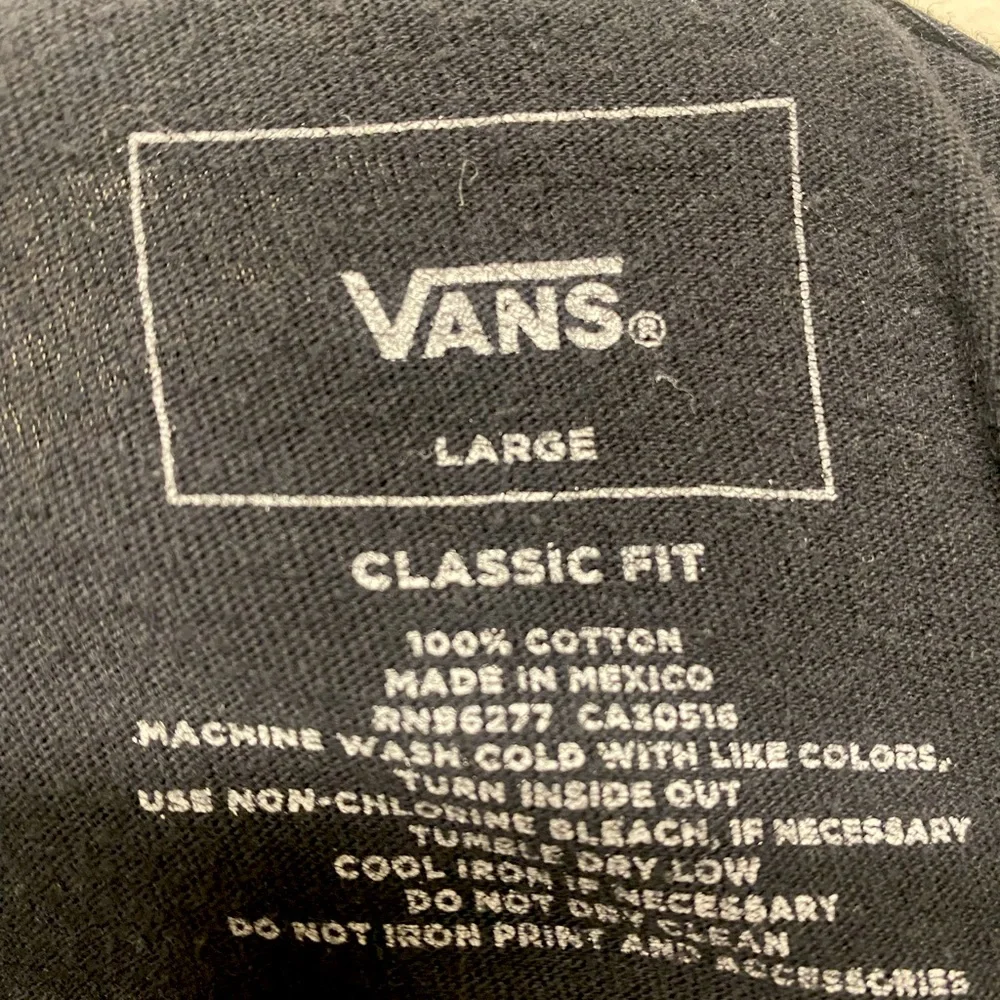 VANS®
LARGE
CLASSIC FIT
100% COTTON
MADE IN MEXICO
RN96277 CA30516
MACHINE WASH COLD WITH LIKE COLORS,
TURN INSIDE OUT
USE NON-CHLORINE BLEACH, IF NECESSARY
TUMBLE DRY LOW
COOL IRON IF NECESSARY
DO NOT DRY CLEAN
DO NOT IRON PRINT AND ACCESSORIES